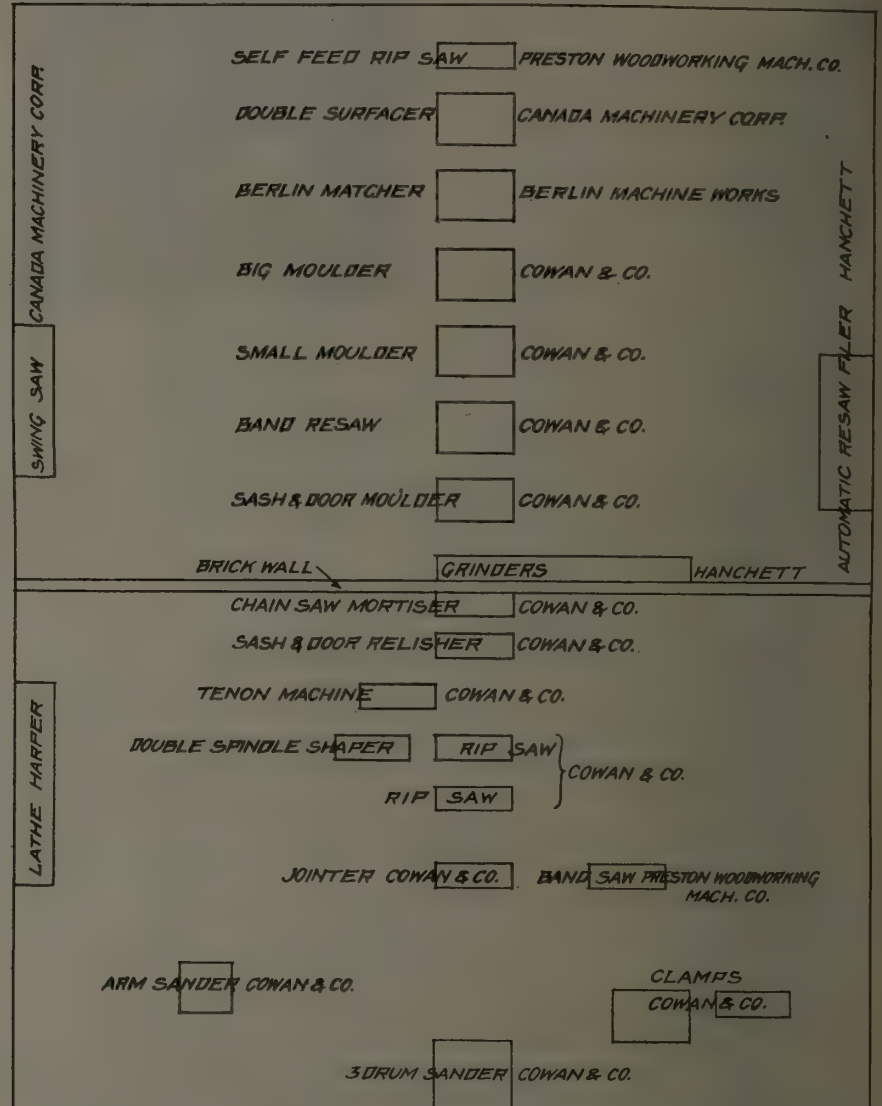 SELF FEED RIP SAW PRESTON WOODWORKING MACH. CO.
DOUBLE SURFACER CANADA MACHINERY CORP.
BERLIN MATCHER BERLIN MACHINE WORKS
BIG MOULDER COWAN & CO.
SMALL MOULDER COWAN & CO.
BAND RESAW COWAN & CO.
SASH & DOOR MOULDER COWAN & CO.
SWING SAW CANADA MACHINERY CORP.
AUTOMATIC RESAW FILER HANCHETT
BRICK WALL GRINDERS HANCHETT
CHAIN SAW MORTISER COWAN & CO.
SASH & DOOR RELISHER COWAN & CO.
TENON MACHINE COWAN & CO.
DOUBLE SPINDLE SHAPER RIP SAW
COWAN & CO.
RIP SAW
LATHE HARPER
JOINTER COWAN & CO. BAND SAW PRESTON WOODWORKING
MACH. CO.
ARM SANDER COWAN & CO.
CLAMPS
COWAN & CO.
3 DRUM SANDER COWAN & CO.